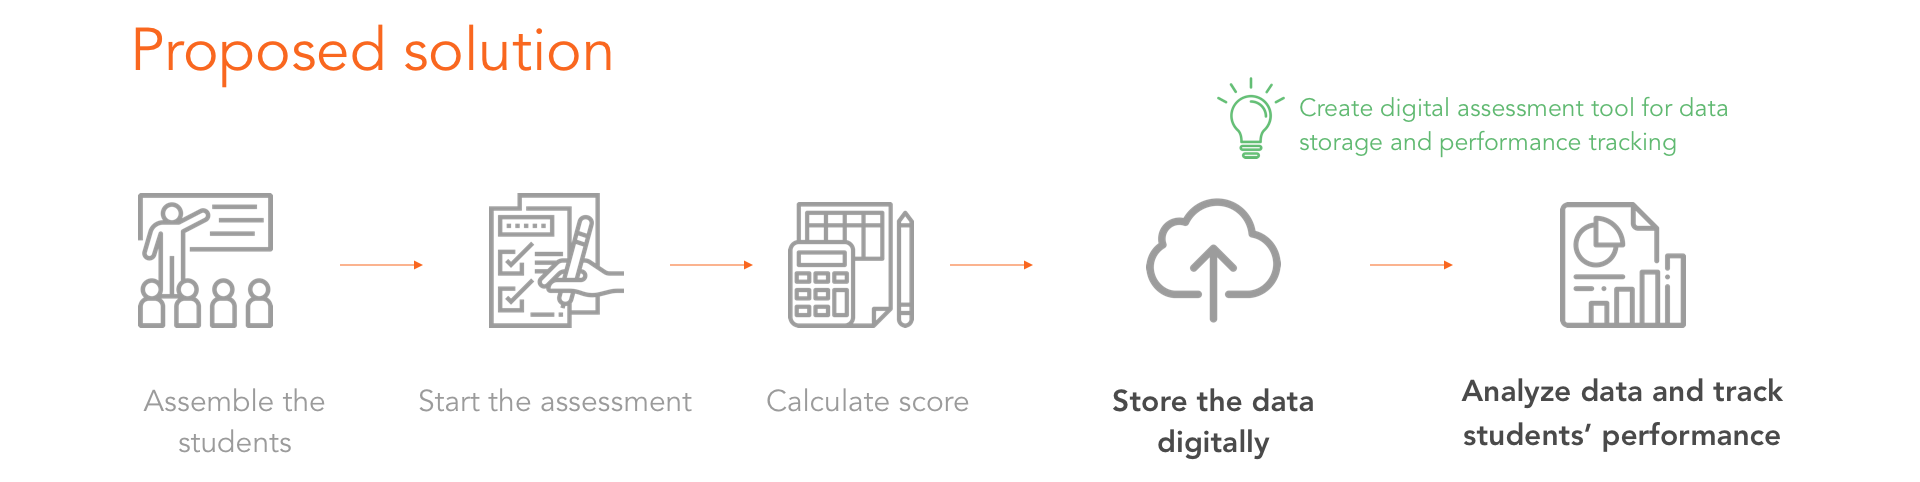 Proposed solution
Create digital assessment tool for data
storage and performance tracking
Assemble the
students
Start the assessment
Calculate score
Store the data
digitally
Analyze data and track
students’ performance